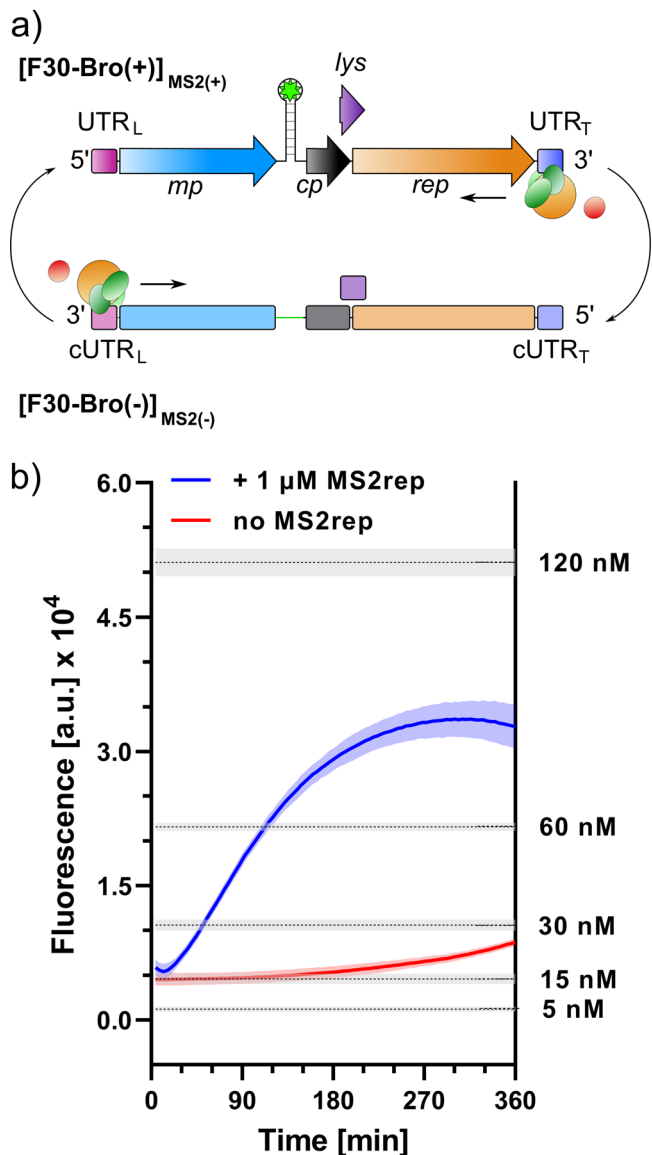 a)
[F30-Bro(+)]MS2(+)
lys
UTRL
UTRT
5'
3'
mp
cp
rep
3'
5'
cUTRL
cUTRT
[F30-Bro(-)]MS2(-)
b)
+ 1 µM MS2rep
no MS2rep
6.0
4.5
3.0
1.5
0.0
Fluorescence [a.u.] x 10^4
120 nM
60 nM
30 nM
15 nM
5 nM
0
90
180
270
360
Time [min]